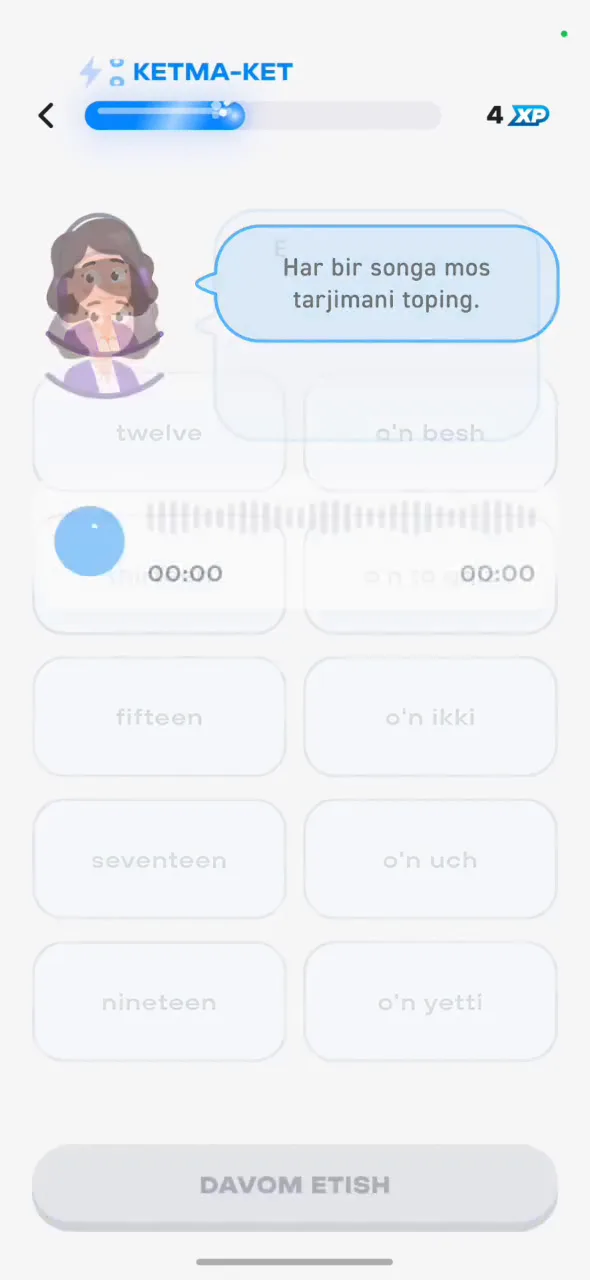 KETMA-KET
4 XP
E
Har bir songa mos
tarjimani toping.
twelve
o'n besh
00:00
00:00
fifteen
o'n ikki
seventeen
o'n uch
nineteen
o'n yetti
DAVOM ETISH